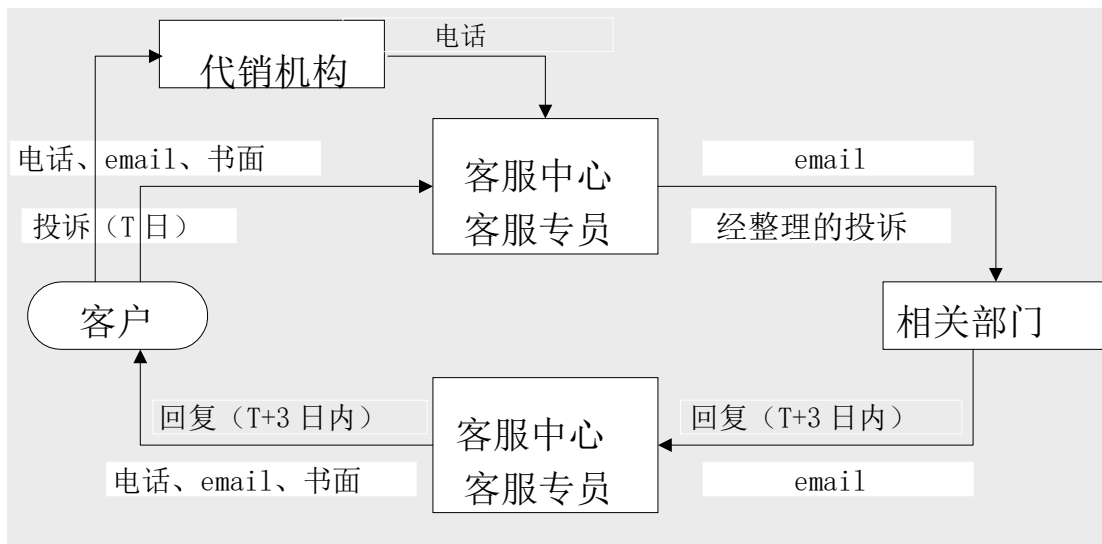 电话
代销机构
电话、email、书面
客服中心
客服专员
email
投诉（T 日）
经整理的投诉
客户
相关部门
回复（T+3 日内）
客服中心
客服专员
回复（T+3 日内）
电话、email、书面
email